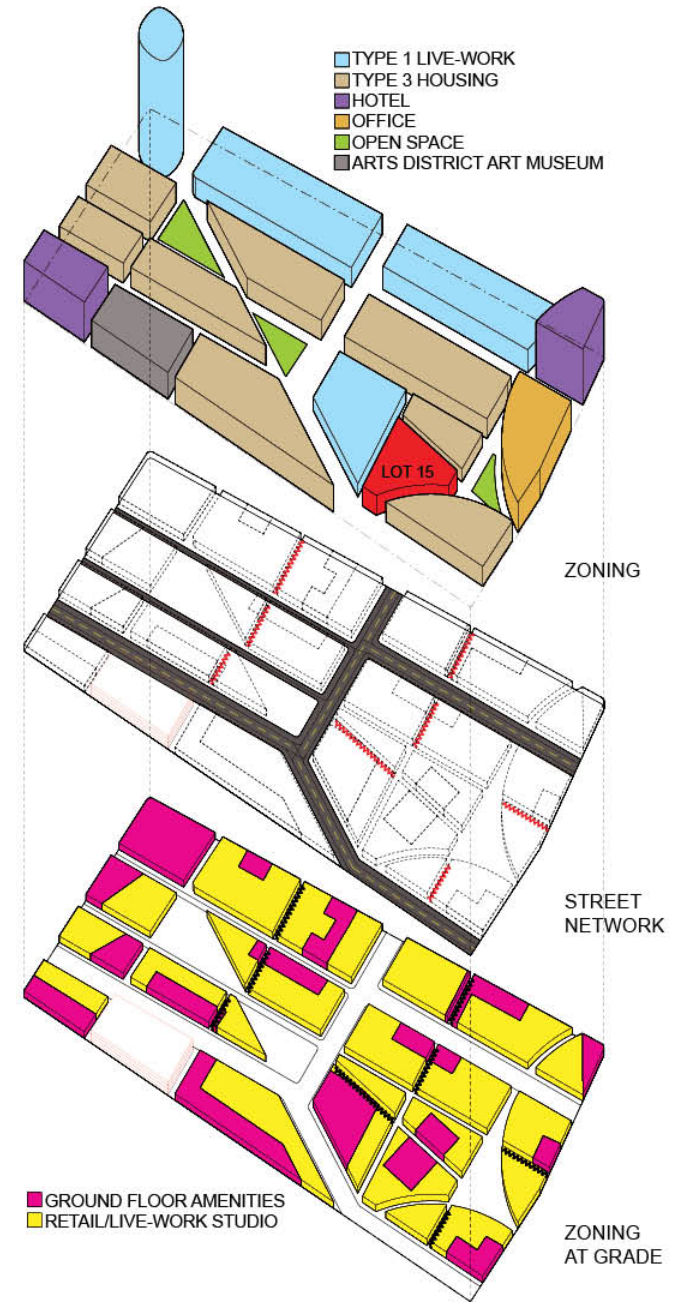 TYPE 1 LIVE-WORK
TYPE 3 HOUSING
HOTEL
OFFICE
OPEN SPACE
ARTS DISTRICT ART MUSEUM
LOT 15
ZONING
STREET
NETWORK
GROUND FLOOR AMENITIES
RETAIL/LIVE-WORK STUDIO
ZONING
AT GRADE